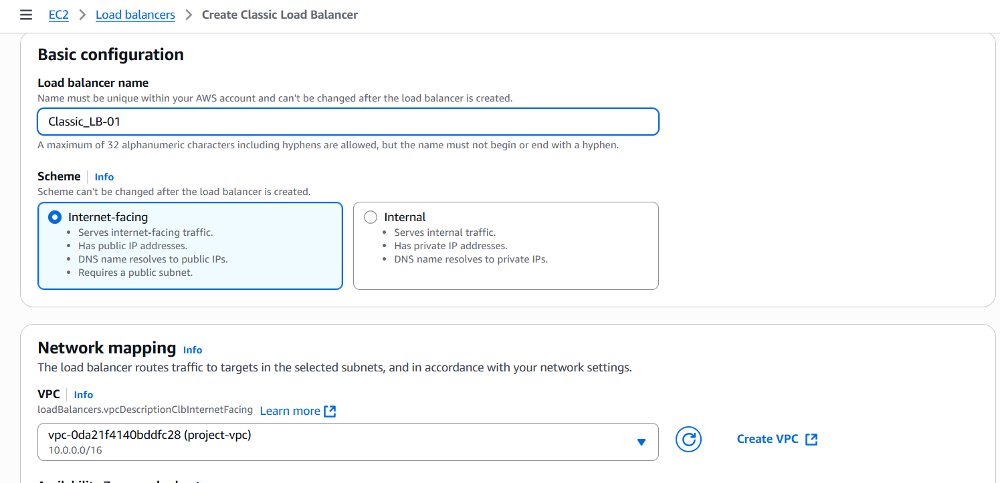 EC2 > Load balancers > Create Classic Load Balancer
Basic configuration
Load balancer name
Name must be unique within your AWS account and can't be changed after the load balancer is created.
Classic_LB-01
A maximum of 32 alphanumeric characters including hyphens are allowed, but the name must not begin or end with a hyphen.
Scheme | Info
Scheme can't be changed after the load balancer is created.
Internet-facing
• Serves internet-facing traffic.
• Has public IP addresses.
• DNS name resolves to public IPs.
• Requires a public subnet.
Internal
• Serves internal traffic.
• Has private IP addresses.
• DNS name resolves to private IPs.
Network mapping Info
The load balancer routes traffic to targets in the selected subnets, and in accordance with your network settings.
VPC | Info
loadBalancers.vpcDescriptionClbInternetFacing Learn more
vpc-0da21f4140bddfc28 (project-vpc)
10.0.0.0/16
Create VPC